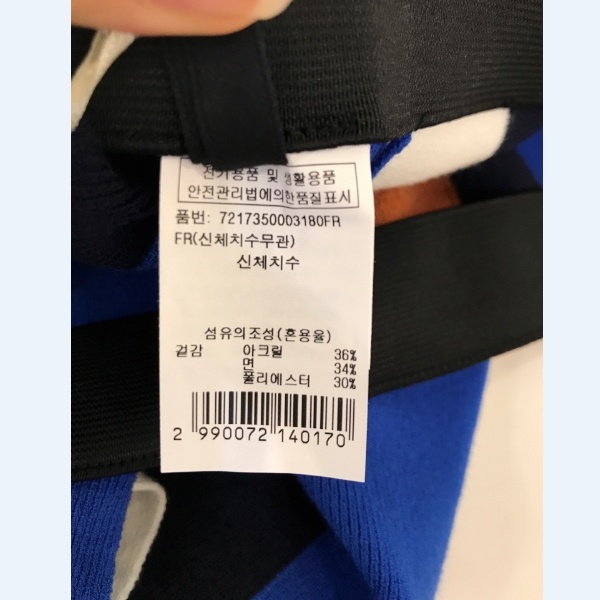 전기용품 및 생활용품
안전관리법에의한품질표시
품번: 7217350003180FR
FR(신체치수무관)
신체치수
섬유의조성(혼용율)
겉감 아크릴 36%
면 34%
폴리에스터 30%
2 990072 140170